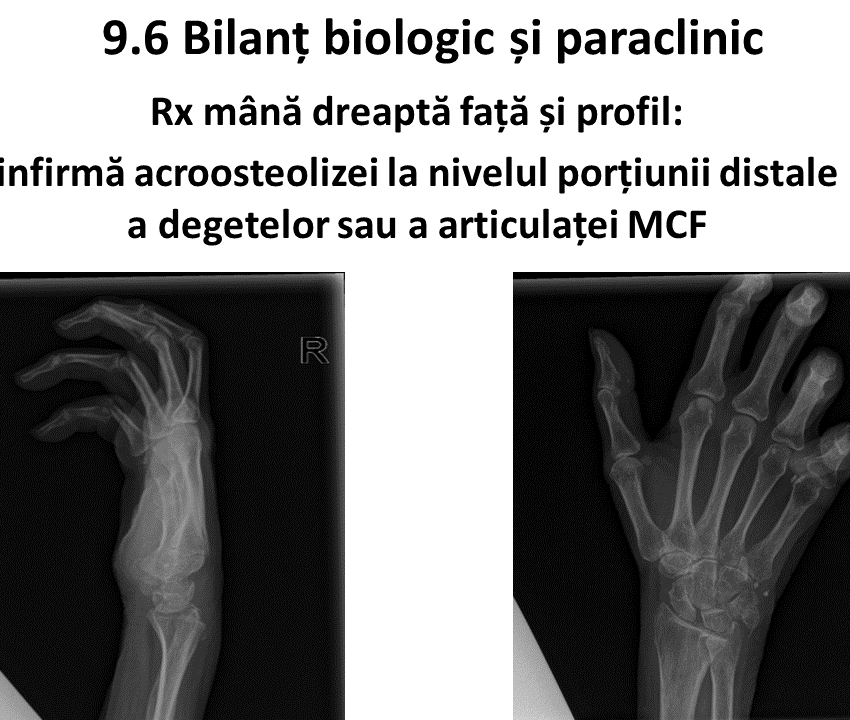 9.6 Bilanț biologic și paraclinic
Rx mână dreaptă față și profil:
infirmă acroosteolizei la nivelul porțiunii distale
a degetelor sau a articulației MCF
R